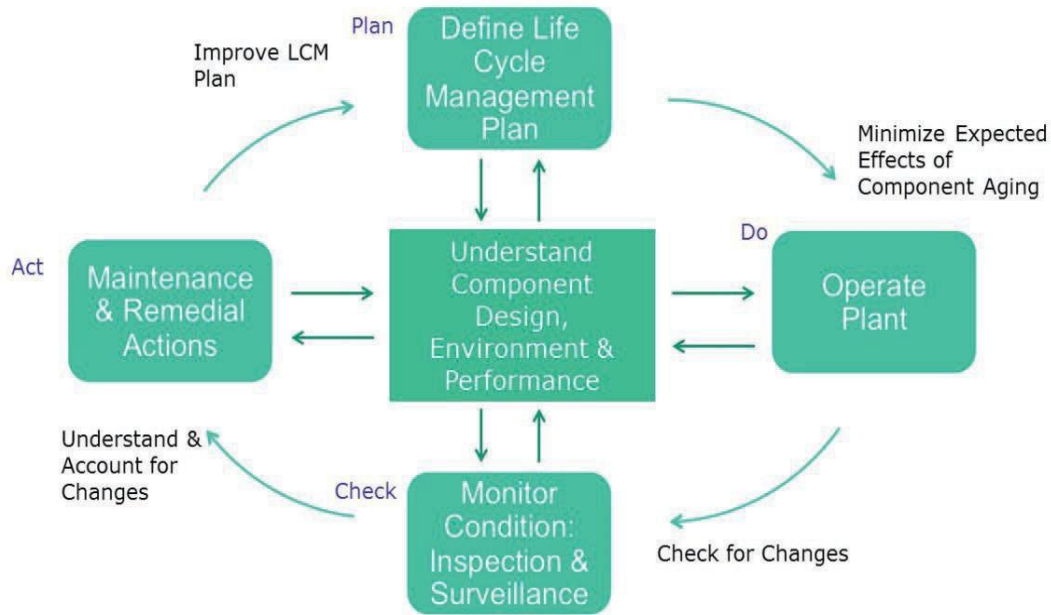 Plan
Define Life
Cycle
Management
Plan
Improve LCM
Plan
Minimize Expected
Effects of
Component Aging
Do
Operate
Plant
Understand
Component
Design,
Environment &
Performance
Act
Maintenance
& Remedial
Actions
Understand &
Account for
Changes
Check
Monitor
Condition:
Inspection &
Surveillance
Check for Changes